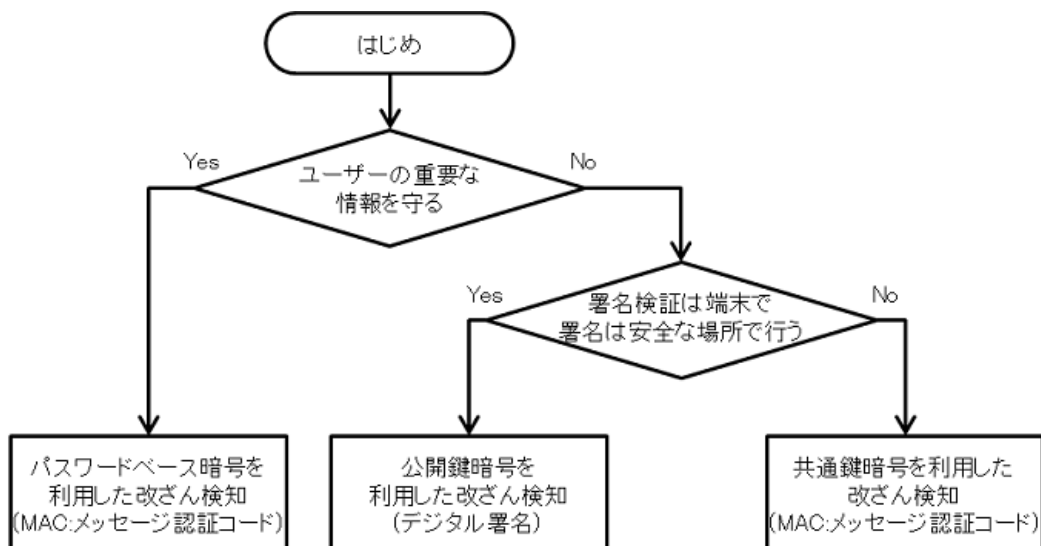 はじめ
Yes
No
ユーザーの重要な
情報を守る
Yes
No
署名検証は端末で
署名は安全な場所で行う
パスワードベース暗号を
利用した改ざん検知
(MAC:メッセージ認証コード)
公開鍵暗号を
利用した改ざん検知
(デジタル署名)
共通鍵暗号を利用した
改ざん検知
(MAC:メッセージ認証コード)